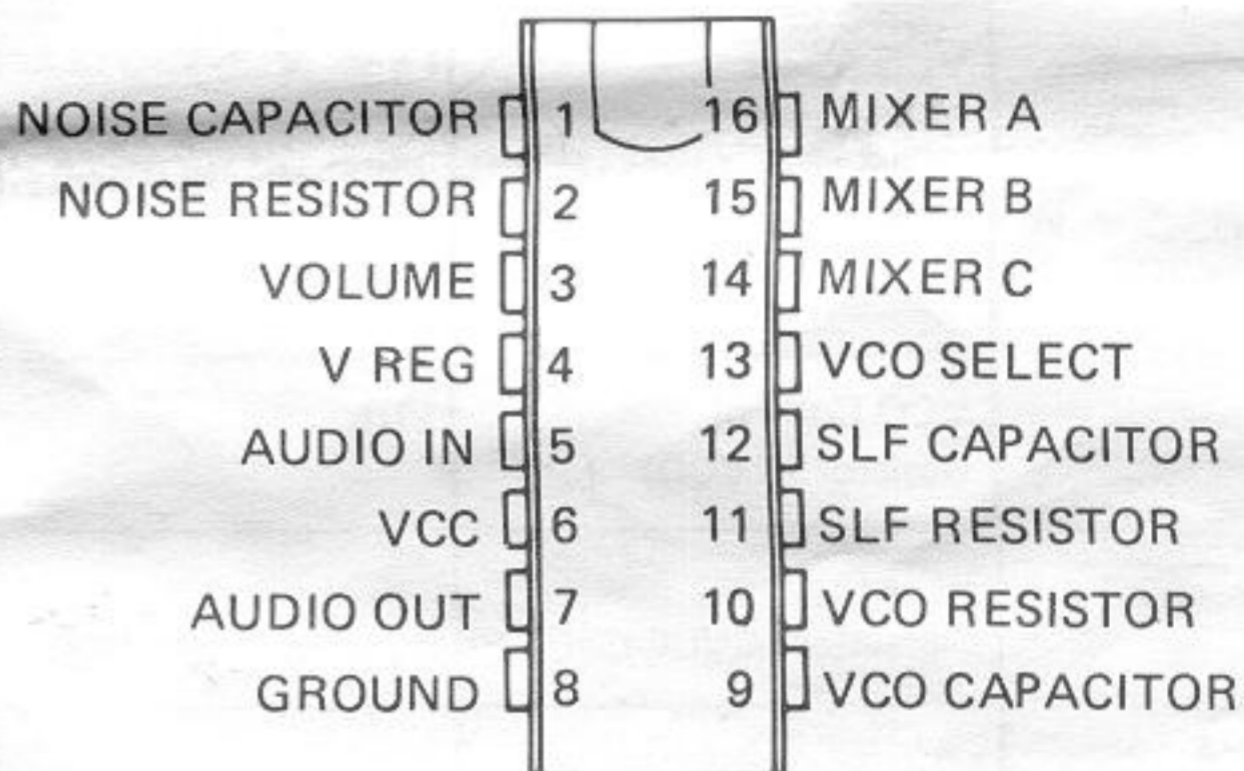 NOISE CAPACITOR 1 16 MIXER A
NOISE RESISTOR 2 15 MIXER B
VOLUME 3 14 MIXER C
V REG 4 13 VCO SELECT
AUDIO IN 5 12 SLF CAPACITOR
VCC 6 11 SLF RESISTOR
AUDIO OUT 7 10 VCO RESISTOR
GROUND 8 9 VCO CAPACITOR